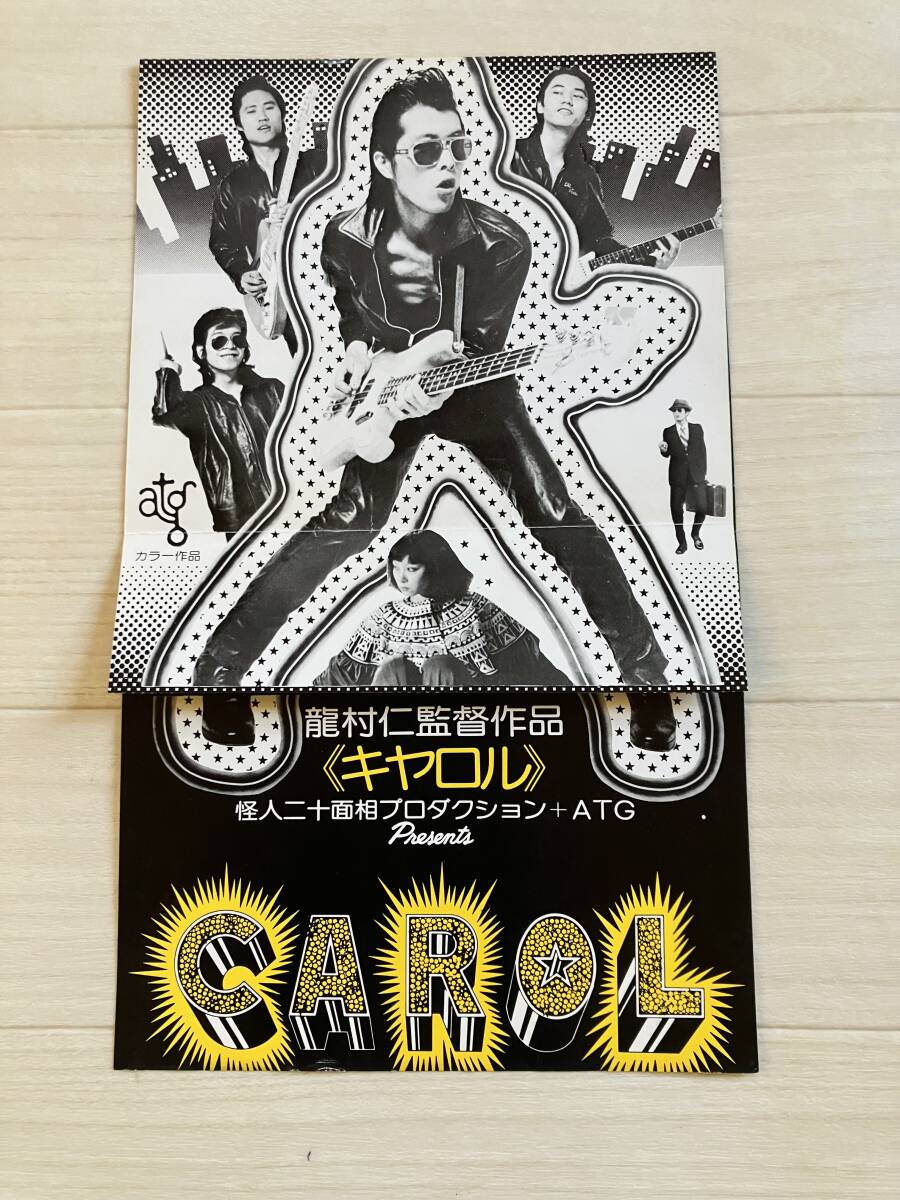 atg
カラー作品
龍村仁監督作品
《キャロル》
怪人二十面相プロダクション+ATG
Presents
CAROL